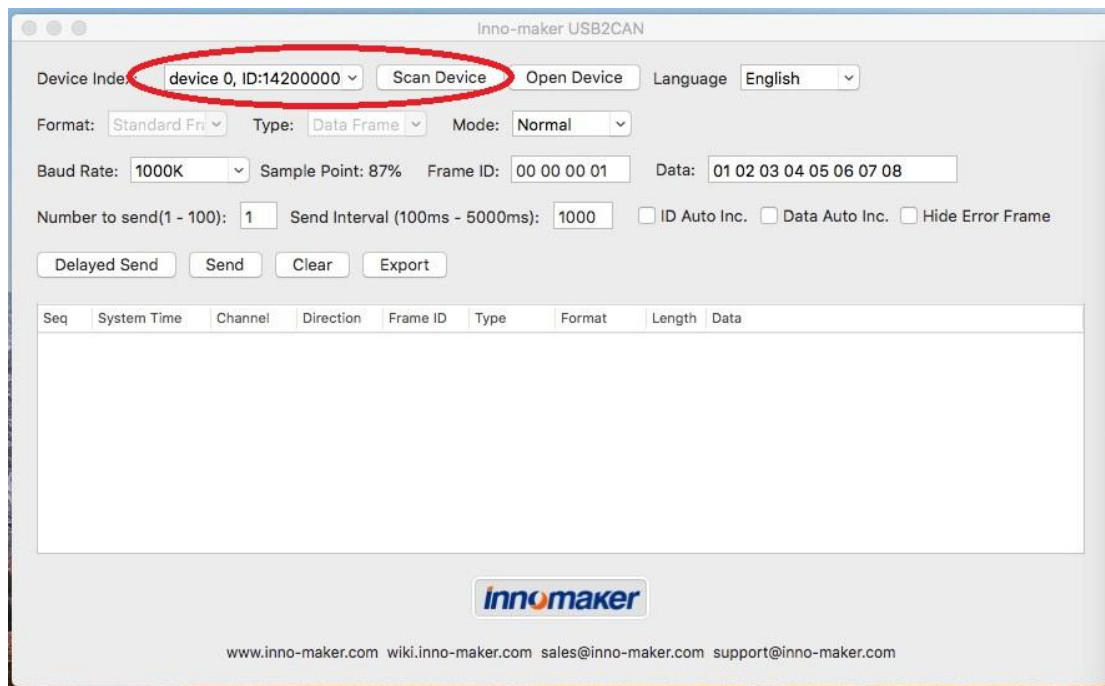 Inno-maker USB2CAN
Device Index: device 0, ID:14200000 Scan Device Open Device Language English
Format: Standard Fr Type: Data Frame Mode: Normal
Baud Rate: 1000K Sample Point: 87% Frame ID: 00 00 00 01 Data: 01 02 03 04 05 06 07 08
Number to send(1 - 100): 1 Send Interval (100ms - 5000ms): 1000 ID Auto Inc. Data Auto Inc. Hide Error Frame
Delayed Send Send Clear Export
Seq System Time Channel Direction Frame ID Type Format Length Data
innomaker
www.inno-maker.com wiki.inno-maker.com sales@inno-maker.com support@inno-maker.com